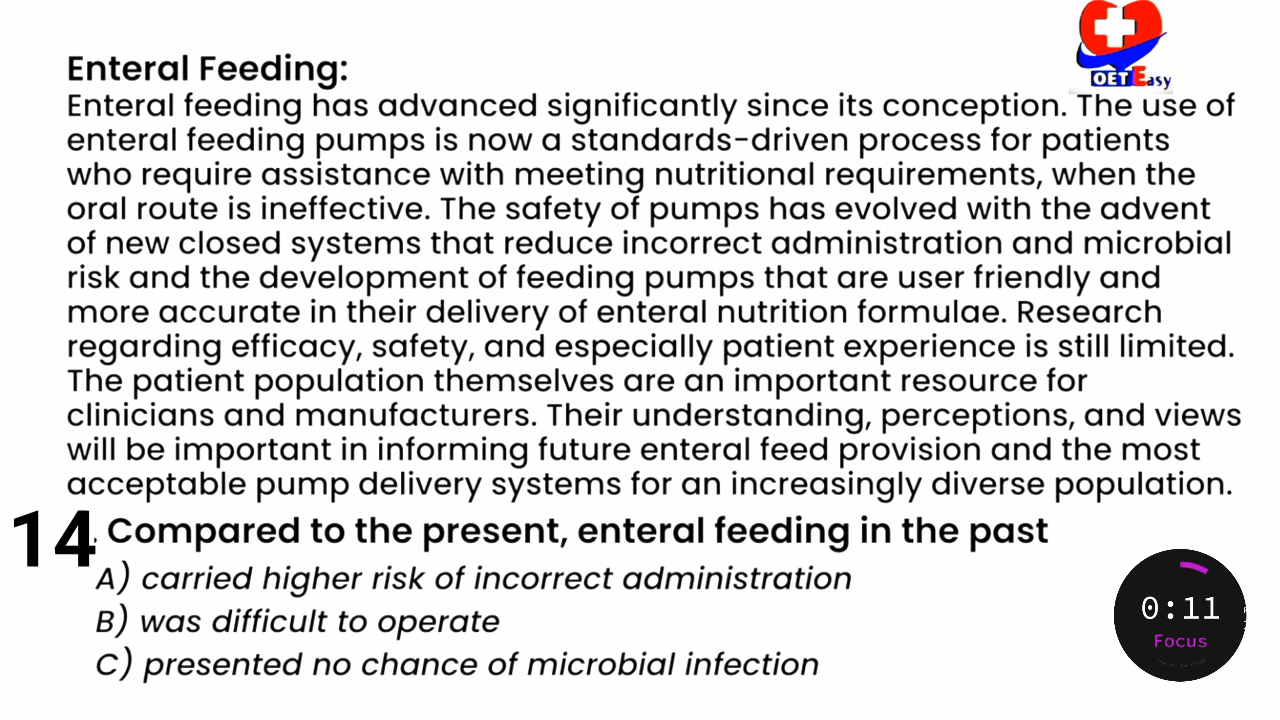 OET Easy
Enteral Feeding:
Enteral feeding has advanced significantly since its conception. The use of
enteral feeding pumps is now a standards-driven process for patients
who require assistance with meeting nutritional requirements, when the
oral route is ineffective. The safety of pumps has evolved with the advent
of new closed systems that reduce incorrect administration and microbial
risk and the development of feeding pumps that are user friendly and
more accurate in their delivery of enteral nutrition formulae. Research
regarding efficacy, safety, and especially patient experience is still limited.
The patient population themselves are an important resource for
clinicians and manufacturers. Their understanding, perceptions, and views
will be important in informing future enteral feed provision and the most
acceptable pump delivery systems for an increasingly diverse population.
14. Compared to the present, enteral feeding in the past
A) carried higher risk of incorrect administration
B) was difficult to operate
C) presented no chance of microbial infection
0:11
Focus